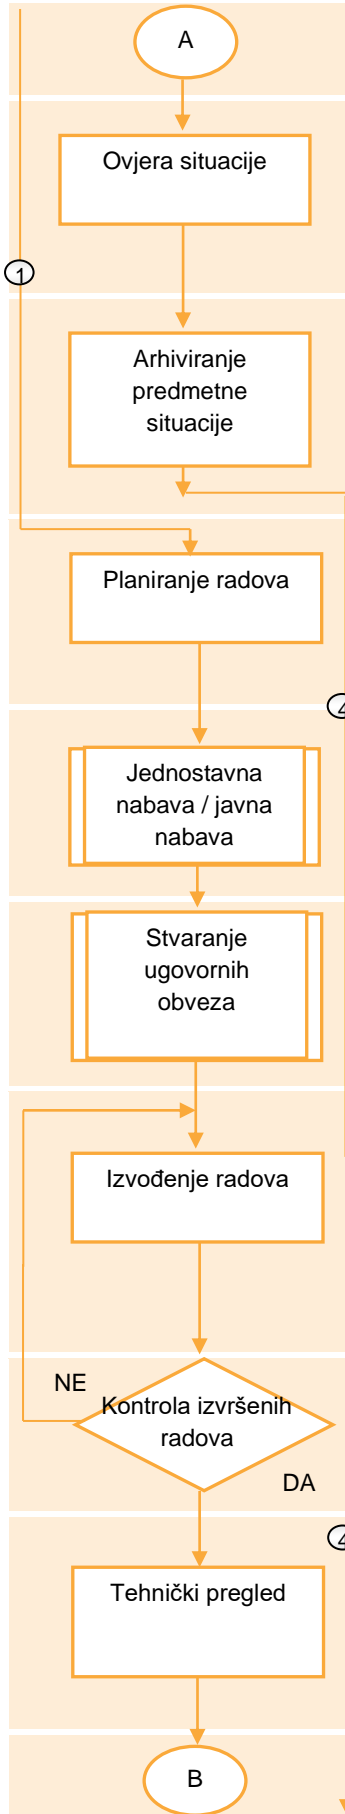 A
Ovjera situacije
1
Arhiviranje
predmetne
situacije
Planiranje radova
Jednostavna
nabava / javna
nabava
Stvaranje
ugovornih
obveza
Izvođenje radova
NE
Kontrola izvršenih
radova
DA
Tehnički pregled
B